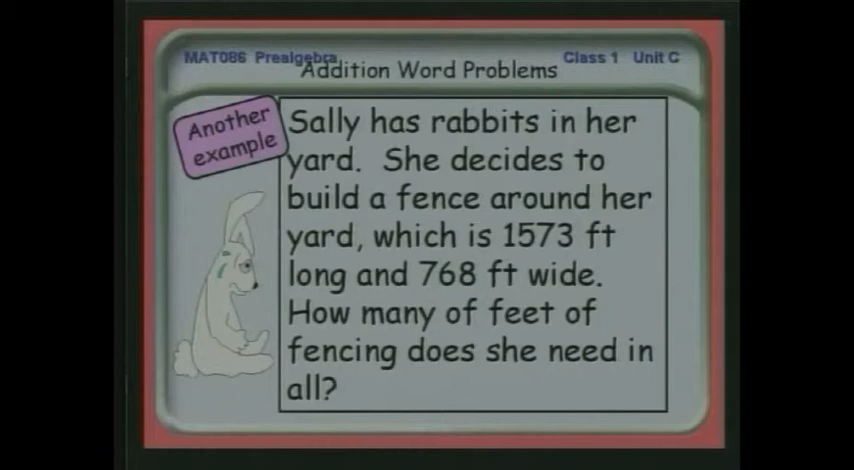 MAT086 Prealgebra
Class 1 Unit C
Addition Word Problems
Another
example
Sally has rabbits in her
yard. She decides to
build a fence around her
yard, which is 1573 ft
long and 768 ft wide.
How many of feet of
fencing does she need in
all?